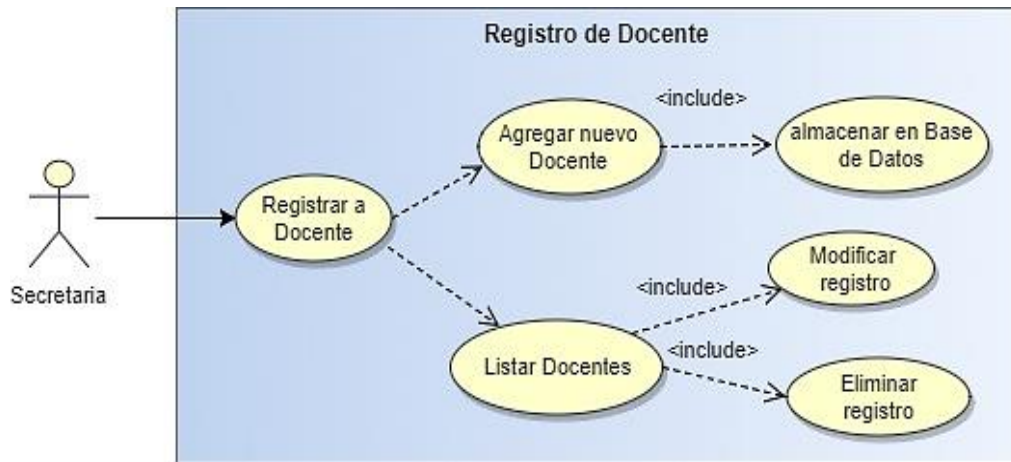 Registro de Docente
<include>
Agregar nuevo
Docente
almacenar en Base
de Datos
Registrar a
Docente
Secretaria
Modificar
registro
<include>
Listar Docentes
<include>
Eliminar
registro